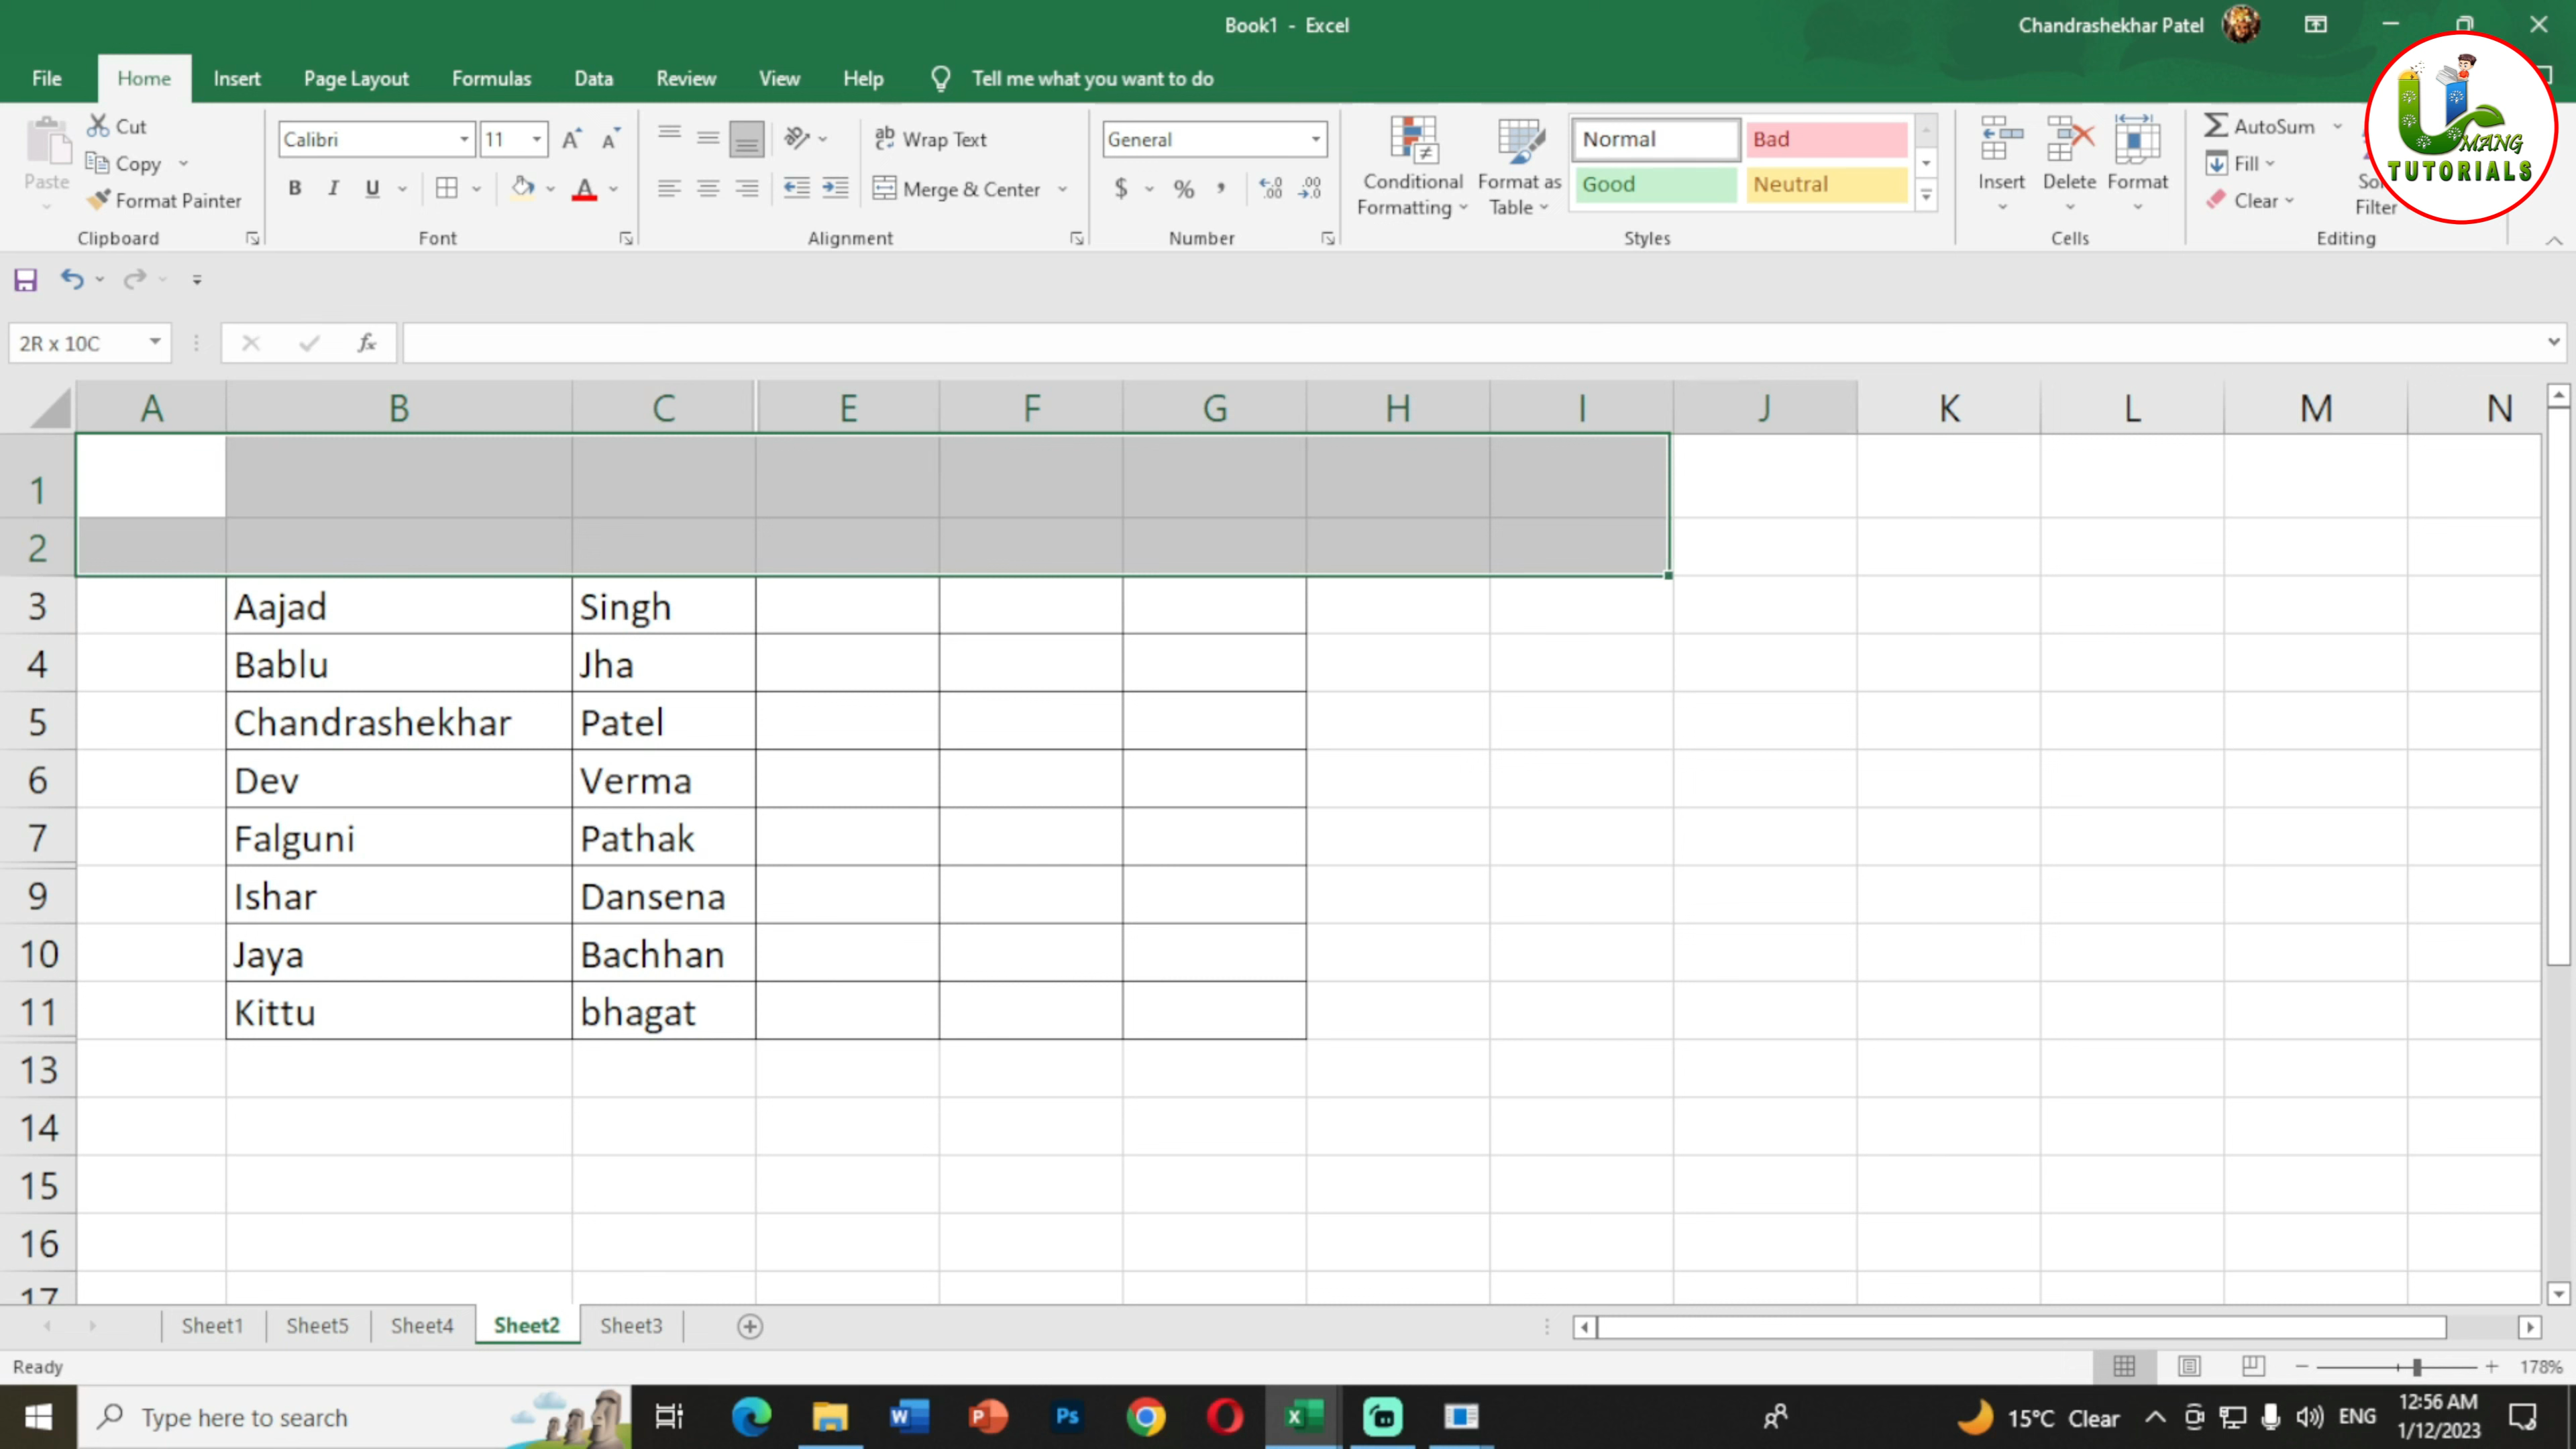 Book1 - Excel
Chandrashekhar Patel
File Home Insert Page Layout Formulas Data Review View Help Tell me what you want to do
Paste
Cut
Copy
Format Painter
Clipboard
Calibri 11
B I U A
Font
Wrap Text
Merge & Center
Alignment
General
$ % ,
Number
Conditional Formatting
Format as Table
Normal Bad
Good Neutral
Styles
Insert Delete Format
Cells
AutoSum
Fill
Clear
Filter
Editing
UMANG
TUTORIALS
2R x 10C fx
A B C E F G H I J K L M N
1
2
3 Aajad Singh
4 Bablu Jha
5 Chandrashekhar Patel
6 Dev Verma
7 Falguni Pathak
9 Ishar Dansena
10 Jaya Bachhan
11 Kittu bhagat
13
14
15
16
17
Sheet1 Sheet5 Sheet4 Sheet2 Sheet3
Ready
178%
Type here to search
15°C Clear
ENG
12:56 AM
1/12/2023